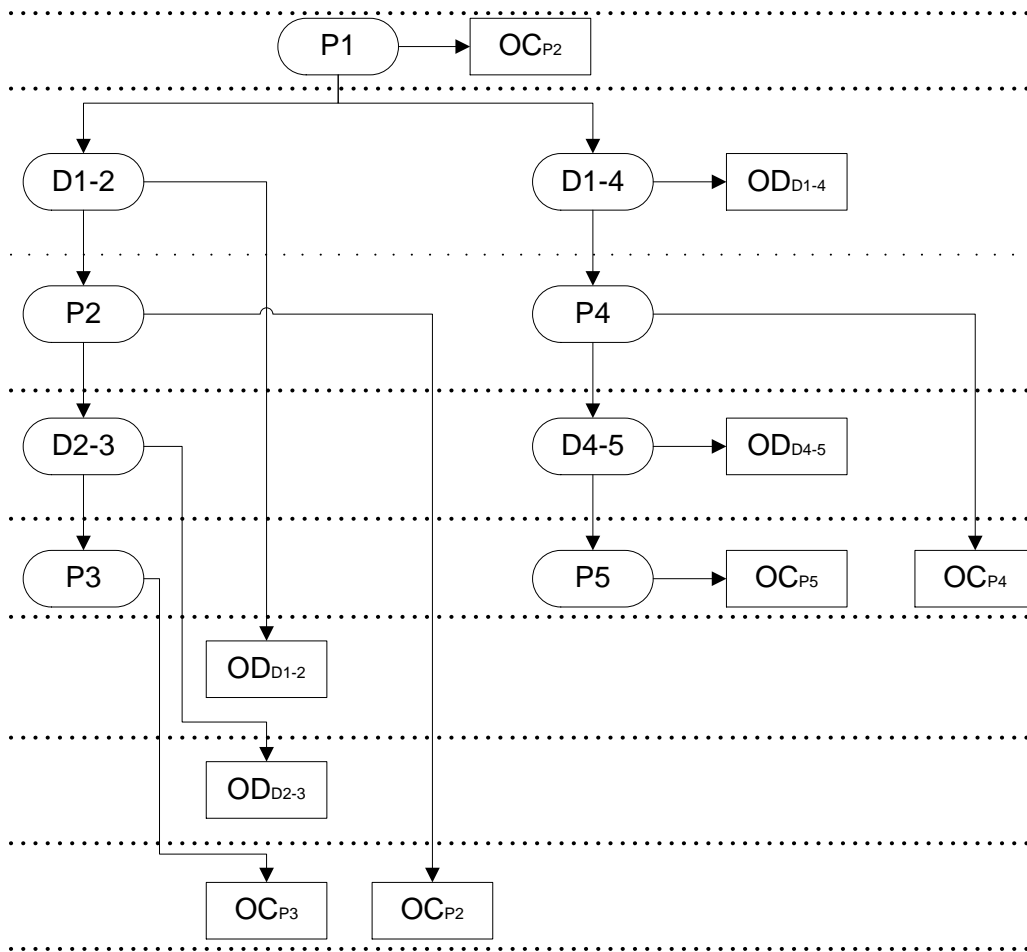 P1 OCP2
D1-2 D1-4 ODD1-4
P2 P4
D2-3 D4-5 ODD4-5
P3 P5 OCP5 OCP4
ODD1-2
ODD2-3
OCP3 OCP2